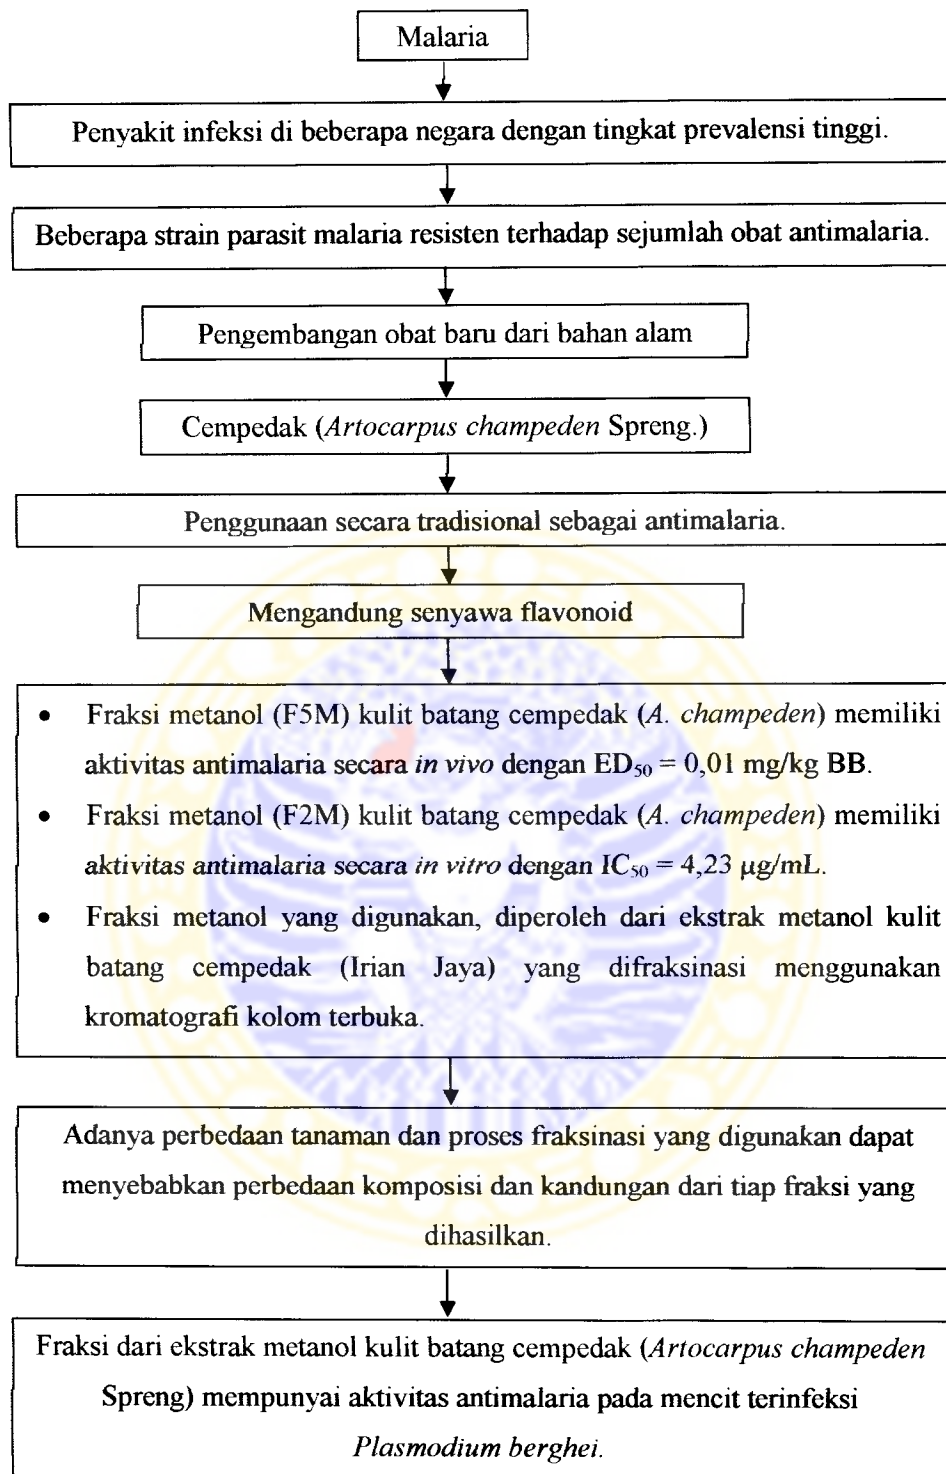 Malaria
Penyakit infeksi di beberapa negara dengan tingkat prevalensi tinggi.
Beberapa strain parasit malaria resisten terhadap sejumlah obat antimalaria.
Pengembangan obat baru dari bahan alam
Cempedak (Artocarpus champeden Spreng.)
Penggunaan secara tradisional sebagai antimalaria.
Mengandung senyawa flavonoid
• Fraksi metanol (F5M) kulit batang cempedak (A. champeden) memiliki
aktivitas antimalaria secara in vivo dengan ED₅₀ = 0,01 mg/kg BB.
• Fraksi metanol (F2M) kulit batang cempedak (A. champeden) memiliki
aktivitas antimalaria secara in vitro dengan IC₅₀ = 4,23 µg/mL.
• Fraksi metanol yang digunakan, diperoleh dari ekstrak metanol kulit
batang cempedak (Irian Jaya) yang difraksinasi menggunakan
kromatografi kolom terbuka.
Adanya perbedaan tanaman dan proses fraksinasi yang digunakan dapat
menyebabkan perbedaan komposisi dan kandungan dari tiap fraksi yang
dihasilkan.
Fraksi dari ekstrak metanol kulit batang cempedak (Artocarpus champeden
Spreng) mempunyai aktivitas antimalaria pada mencit terinfeksi
Plasmodium berghei.